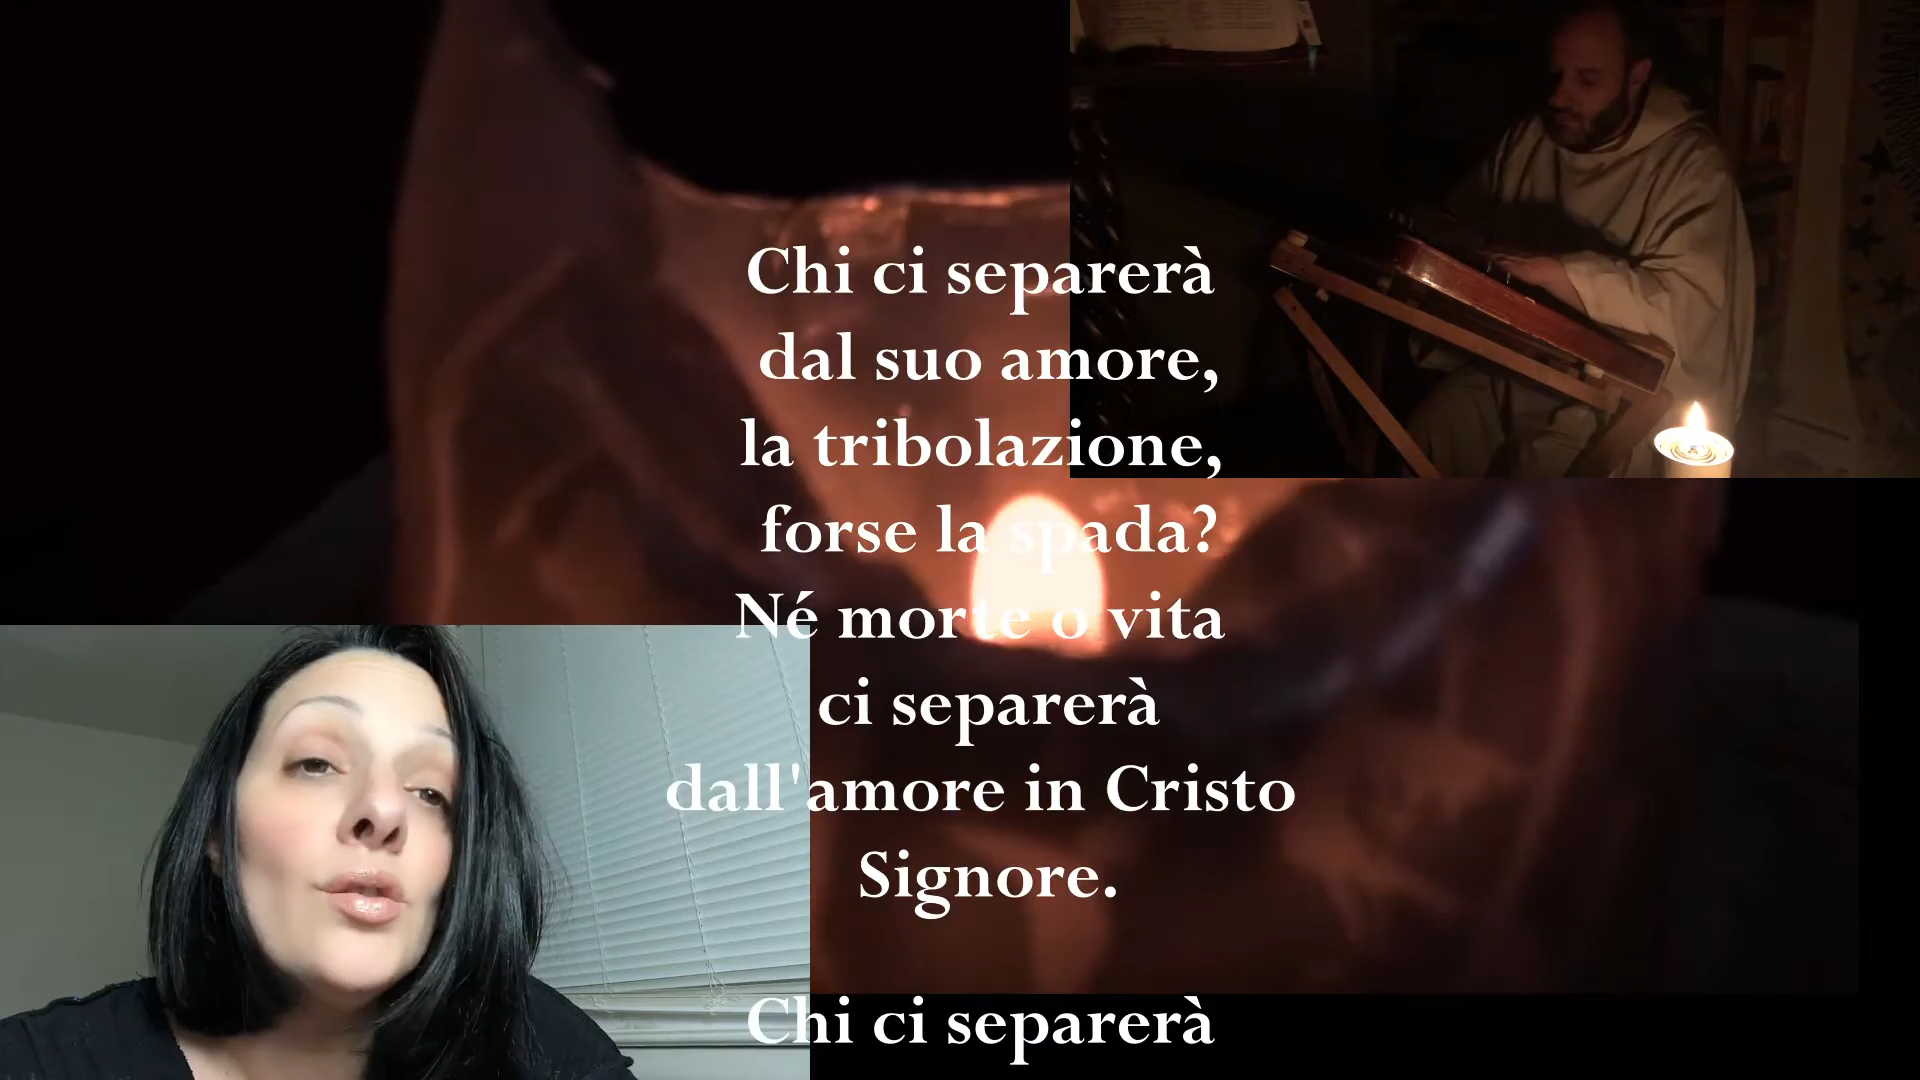 Chi ci separerà
dal suo amore,
la tribolazione,
forse la spada?
Né morte o vita
ci separerà
dall'amore in Cristo
Signore.
Chi ci separerà